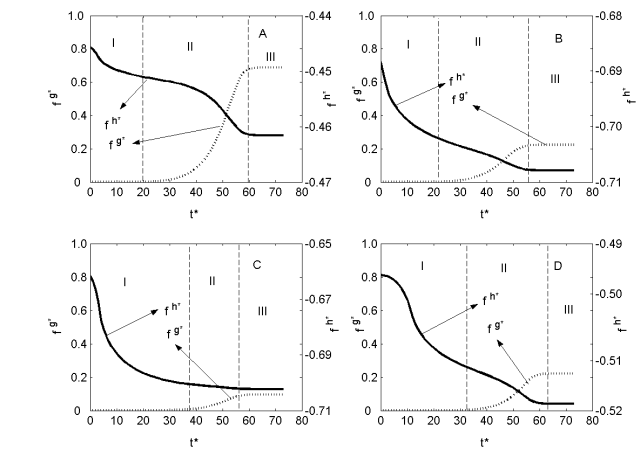 1.0 -0.44
I II A
0.8 III
-0.45
0.6
f g* f h*
f h*
0.4 -0.46
f g*
0.2
0 -0.47
0 10 20 30 40 50 60 70 80
t*
1.0 -0.68
I II B
0.8 III
-0.69
f h*
0.6
f g* f g* f h*
-0.70
0.4
0.2
0 -0.71
0 10 20 30 40 50 60 70 80
t*
1.0 -0.65
I II C
0.8 III
-0.67
f h*
0.6
f g* f g* f h*
0.4 -0.69
0.2
0 -0.71
0 10 20 30 40 50 60 70 80
t*
1.0 -0.49
I II D
0.8 III
-0.50
f h*
0.6
f g* f g* f h*
0.4
-0.51
0.2
0 -0.52
0 10 20 30 40 50 60 70 80
t*